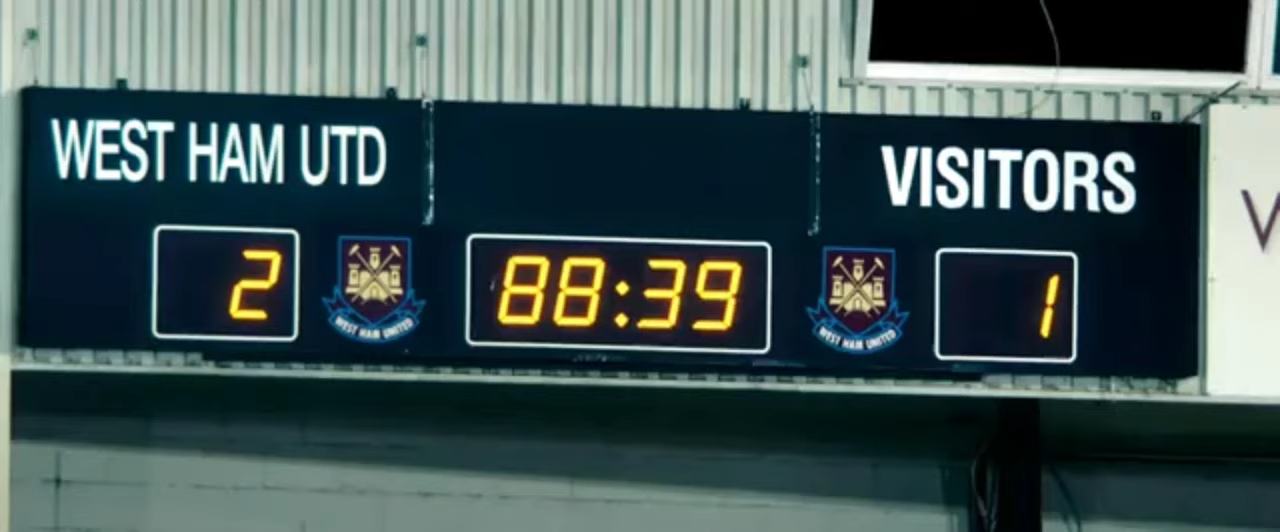 WEST HAM UTD
VISITORS
2
WEST HAM UNITED
88:39
WEST HAM UNITED
1
V